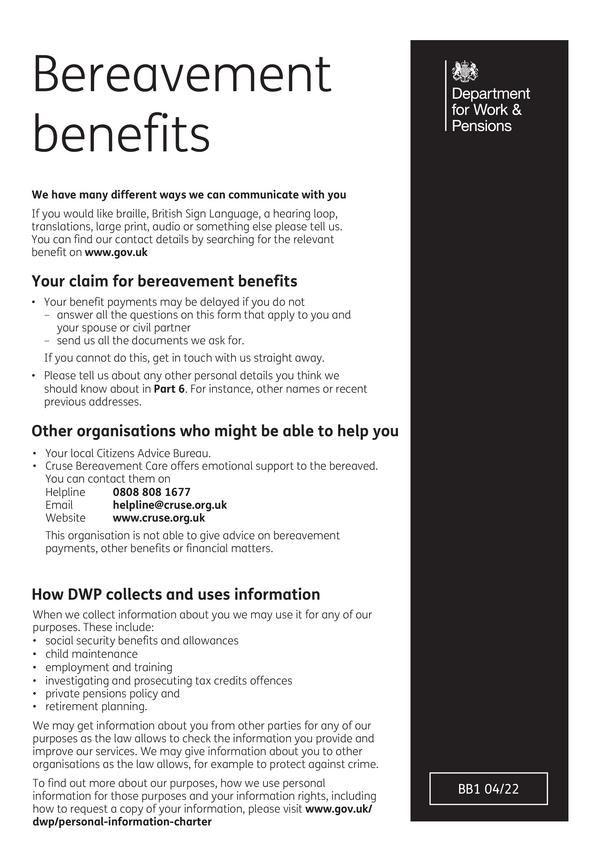 Bereavement
benefits
Department
for Work &
Pensions
We have many different ways we can communicate with you
If you would like braille, British Sign Language, a hearing loop,
translations, large print, audio or something else please tell us.
You can find our contact details by searching for the relevant
benefit on www.gov.uk
Your claim for bereavement benefits
• Your benefit payments may be delayed if you do not
– answer all the questions on this form that apply to you and
your spouse or civil partner
– send us all the documents we ask for.
If you cannot do this, get in touch with us straight away.
• Please tell us about any other personal details you think we
should know about in Part 6. For instance, other names or recent
previous addresses.
Other organisations who might be able to help you
• Your local Citizens Advice Bureau.
• Cruse Bereavement Care offers emotional support to the bereaved.
You can contact them on
Helpline 0808 808 1677
Email helpline@cruse.org.uk
Website www.cruse.org.uk
This organisation is not able to give advice on bereavement
payments, other benefits or financial matters.
How DWP collects and uses information
When we collect information about you we may use it for any of our
purposes. These include:
• social security benefits and allowances
• child maintenance
• employment and training
• investigating and prosecuting tax credits offences
• private pensions policy and
• retirement planning.
We may get information about you from other parties for any of our
purposes as the law allows to check the information you provide and
improve our services. We may give information about you to other
organisations as the law allows, for example to protect against crime.
To find out more about our purposes, how we use personal
information for those purposes and your information rights, including
how to request a copy of your information, please visit www.gov.uk/
dwp/personal-information-charter
BB1 04/22